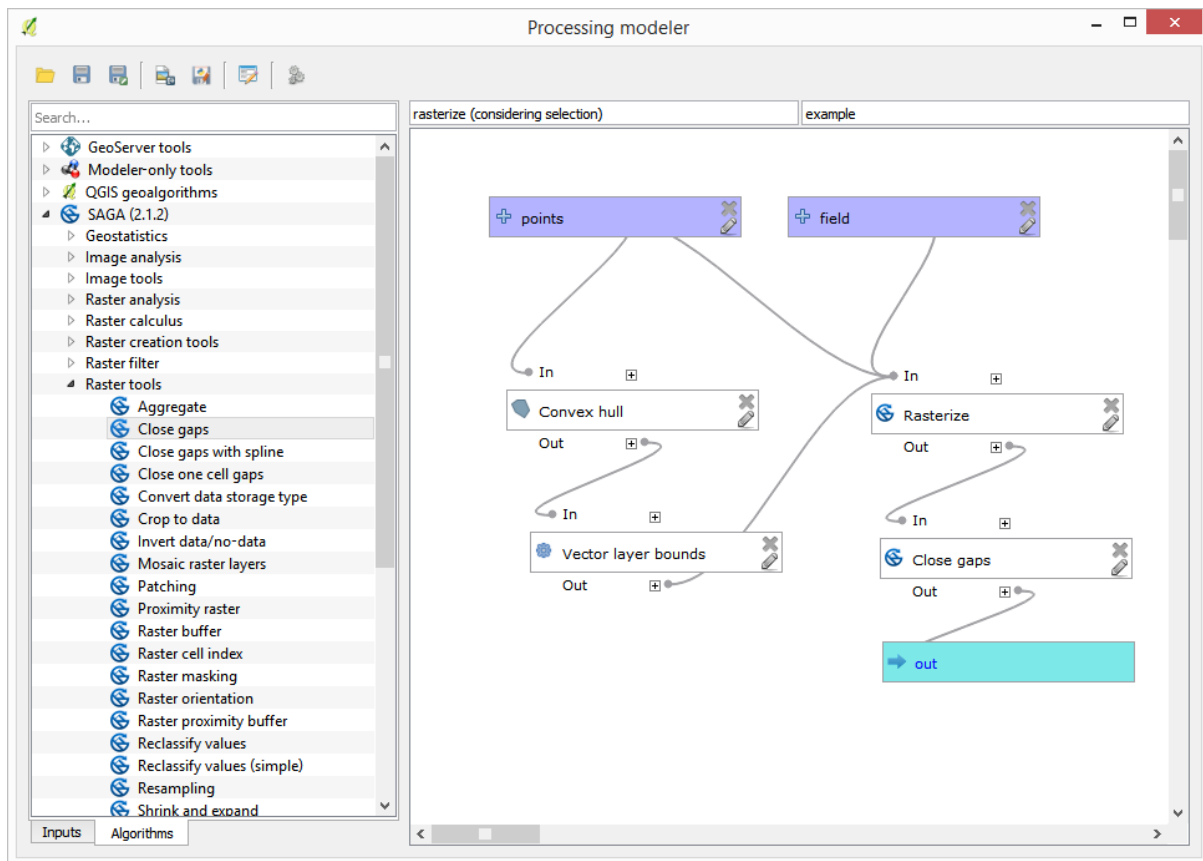 Processing modeler
Search...
rasterize (considering selection)
example
GeoServer tools
Modeler-only tools
QGIS geoalgorithms
SAGA (2.1.2)
Geostatistics
Image analysis
Image tools
Raster analysis
Raster calculus
Raster creation tools
Raster filter
Raster tools
Aggregate
Close gaps
Close gaps with spline
Close one cell gaps
Convert data storage type
Crop to data
Invert data/no-data
Mosaic raster layers
Patching
Proximity raster
Raster buffer
Raster cell index
Raster masking
Raster orientation
Raster proximity buffer
Reclassify values
Reclassify values (simple)
Resampling
Shrink and expand
Inputs
Algorithms
points
field
In
Convex hull
Out
In
Rasterize
Out
In
Vector layer bounds
Out
In
Close gaps
Out
out